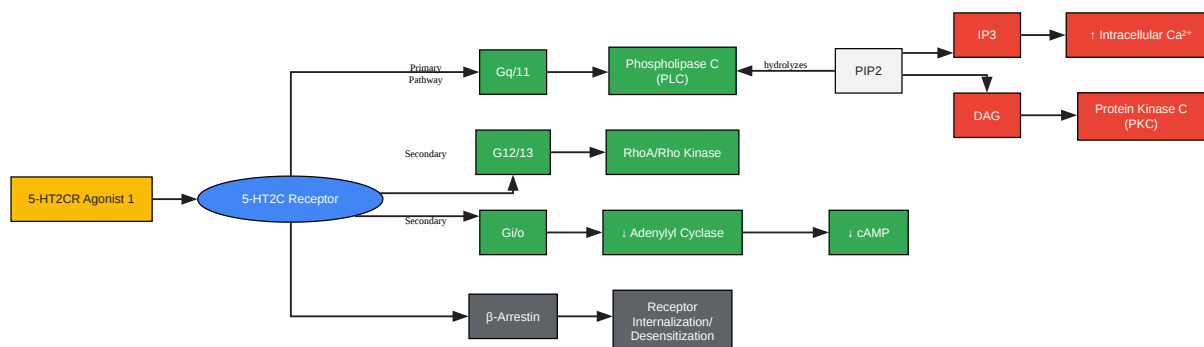 5-HT2CR Agonist 1
5-HT2C Receptor
Primary
Pathway
Gq/11
Phospholipase C
(PLC)
hydrolyzes
PIP2
IP3
↑ Intracellular Ca²⁺
DAG
Protein Kinase C
(PKC)
Secondary
G12/13
RhoA/Rho Kinase
Secondary
Gi/o
↓ Adenylyl Cyclase
↓ cAMP
β-Arrestin
Receptor
Internalization/
Desensitization